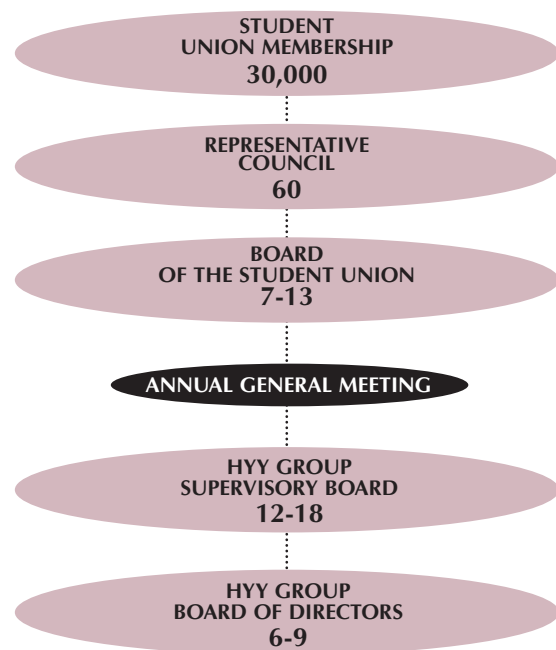 STUDENT
UNION MEMBERSHIP
30,000
REPRESENTATIVE
COUNCIL
60
BOARD
OF THE STUDENT UNION
7-13
ANNUAL GENERAL MEETING
HYY GROUP
SUPERVISORY BOARD
12-18
HYY GROUP
BOARD OF DIRECTORS
6-9